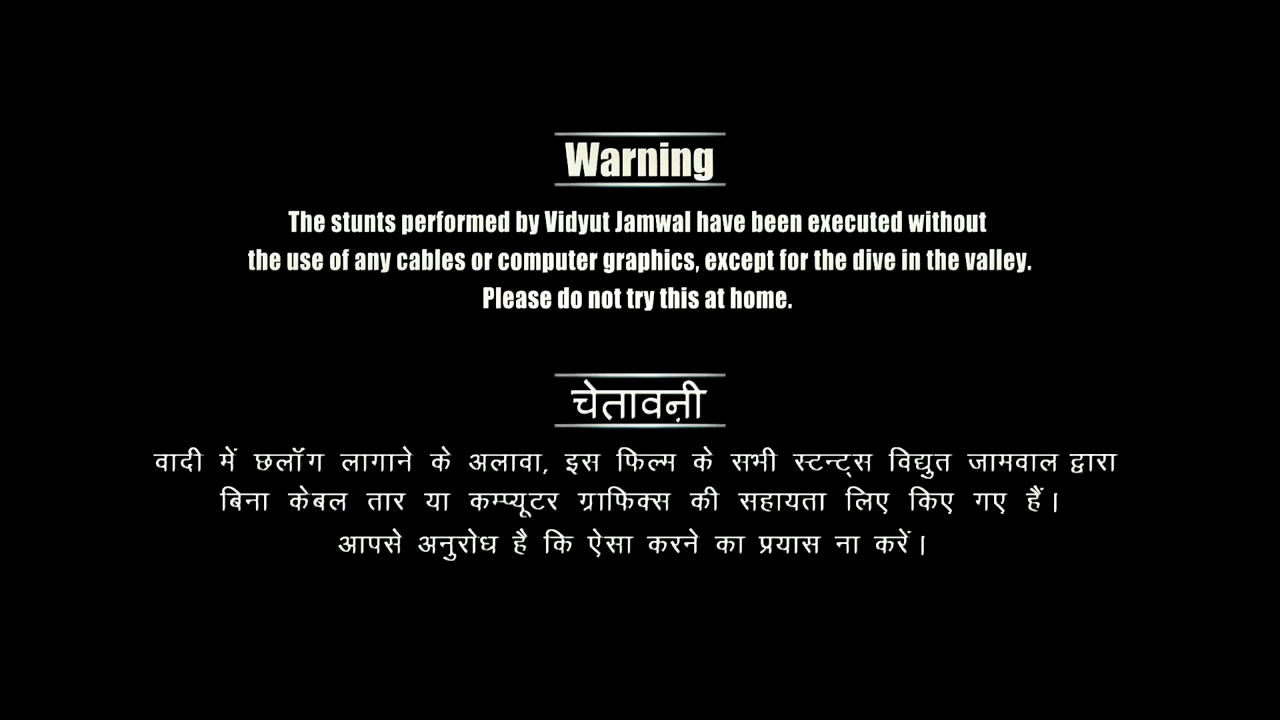 Warning
The stunts performed by Vidyut Jamwal have been executed without
the use of any cables or computer graphics, except for the dive in the valley.
Please do not try this at home.
चेतावऩी
वादी में छलॉग लागाने के अलावा, इस फिल्म के सभी स्टन्ट्स विद्युत जामवाल द्वारा
बिना केबल तार या कम्प्यूटर ग्राफिक्स की सहायता लिए किए गए हैं।
आपसे अनुरोध है कि ऐसा करने का प्रयास ना करें।